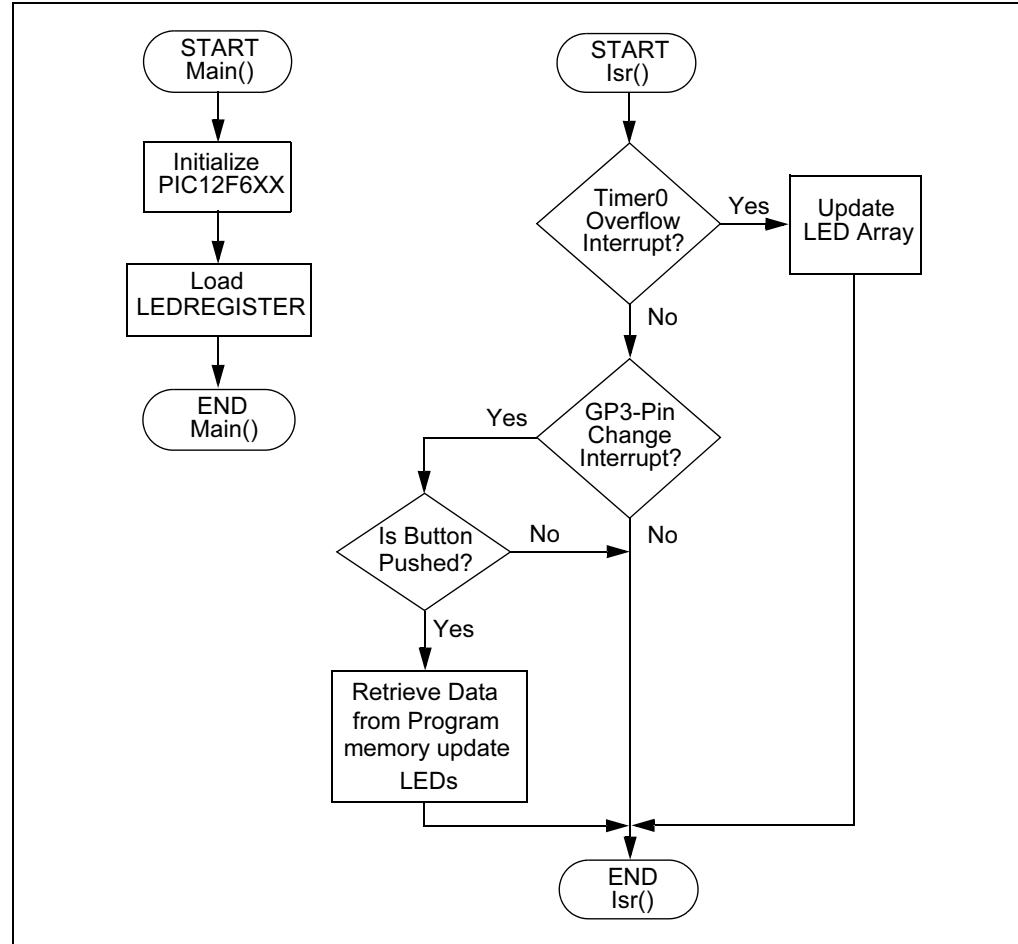 START
Main()
Initialize
PIC12F6XX
Load
LEDREGISTER
END
Main()
START
Isr()
Timer0
Overflow
Interrupt?
Yes
Update
LED Array
No
GP3-Pin
Change
Interrupt?
Yes
No
Is Button
Pushed?
No
Yes
Retrieve Data
from Program
memory update
LEDs
END
Isr()